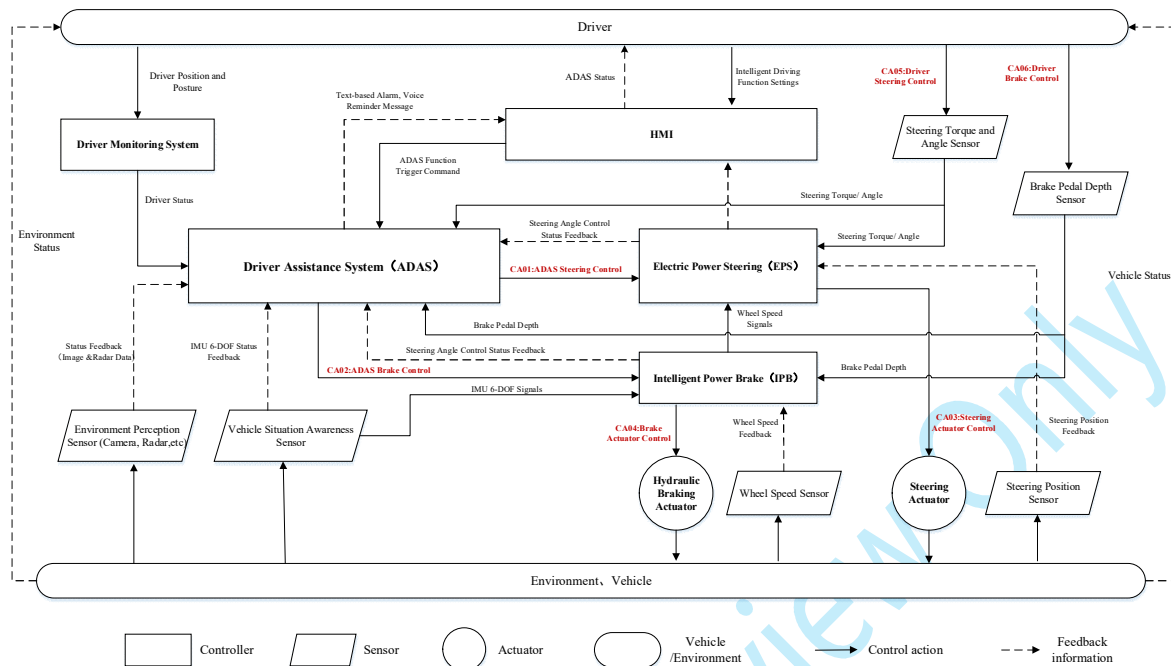 Driver
Driver Position and
Posture
ADAS Status
Intelligent Driving
Function Settings
CA05:Driver
Steering Control
CA06:Driver
Brake Control
Text-based Alarm, Voice
Reminder Message
HMI
Driver Monitoring System
Steering Torque and
Angle Sensor
ADAS Function
Trigger Command
Brake Pedal Depth
Sensor
Driver Status
Steering Torque/ Angle
Environment
Status
Steering Angle Control
Status Feedback
Steering Torque/ Angle
Driver Assistance System（ADAS）
CA01:ADAS Steering Control
Electric Power Steering（EPS）
Vehicle Status
Wheel Speed
Signals
Brake Pedal Depth
Status Feedback
（Image &Radar Data）
IMU 6-DOF Status
Feedback
Steering Angle Control Status Feedback
CA02:ADAS Brake Control
Intelligent Power Brake（IPB）
Brake Pedal Depth
IMU 6-DOF Signals
Environment Perception
Sensor (Camera, Radar,etc)
Vehicle Situation Awareness
Sensor
CA04:Brake
Actuator Control
Wheel Speed
Feedback
CA03:Steering
Actuator Control
Steering Position
Feedback
Hydraulic
Braking
Actuator
Wheel Speed Sensor
Steering
Actuator
Steering Position
Sensor
Environment、Vehicle
Controller
Sensor
Actuator
Vehicle
/Environment
Control action
Feedback
information
view Only